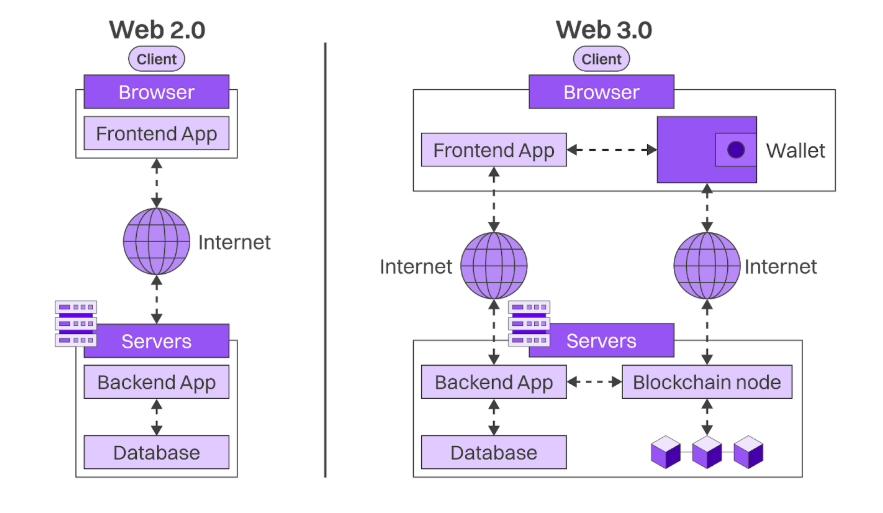 Web 2.0
Client
Browser
Frontend App
Internet
Servers
Backend App
Database
Web 3.0
Client
Browser
Frontend App
Wallet
Internet
Internet
Servers
Backend App
Blockchain node
Database